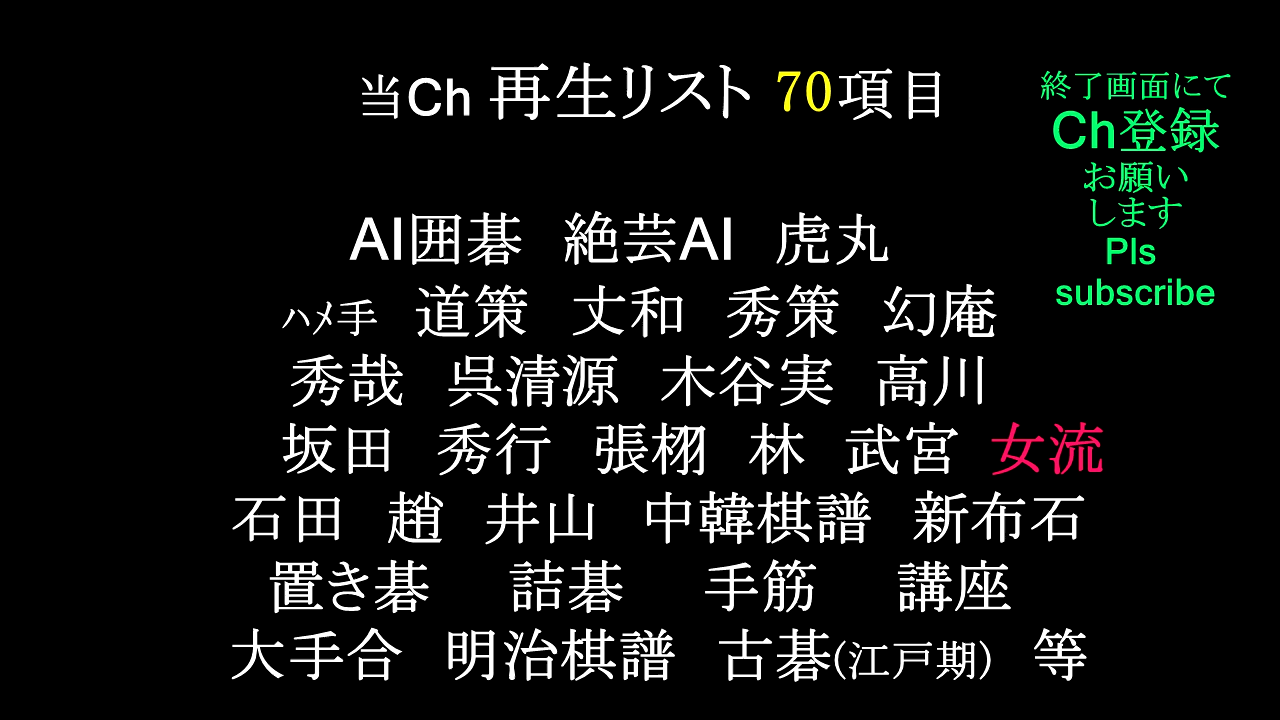 当Ch 再生リスト 70項目
終了画面にて
Ch登録
お願い
します
Pls
subscribe
AI囲碁 絶芸AI 虎丸
ハメ手 道策 丈和 秀策 幻庵
秀哉 呉清源 木谷実 高川
坂田 秀行 張栩 林 武宮 女流
石田 趙 井山 中韓棋譜 新布石
置き碁 詰碁 手筋 講座
大手合 明治棋譜 古碁(江戸期) 等